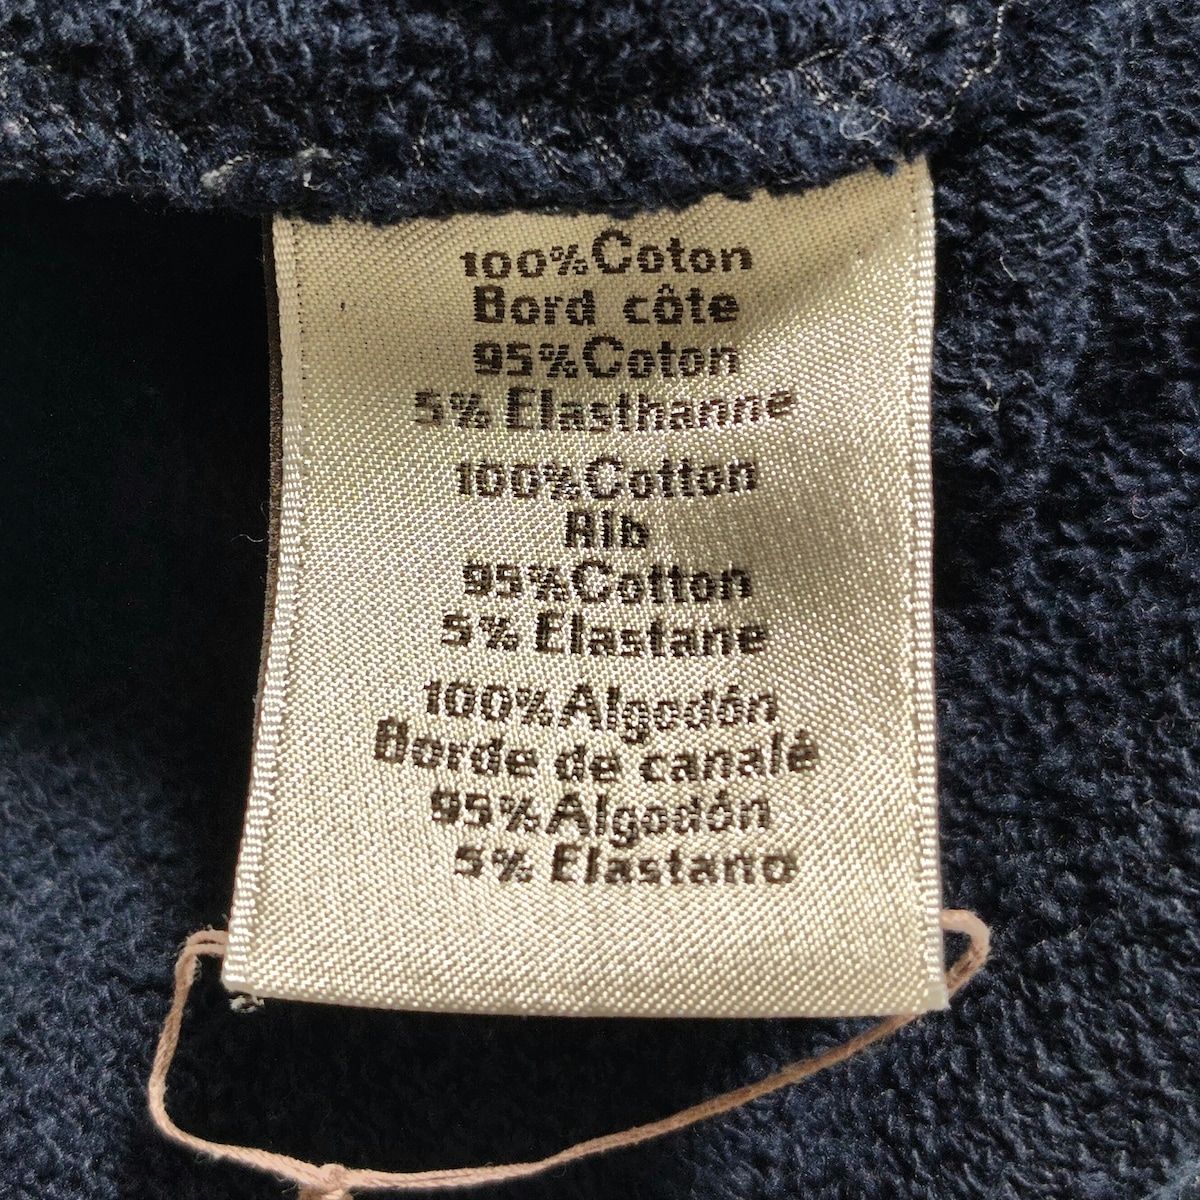 100%Coton
Bord côte
95%Coton
5% Elasthanne
100%Cotton
Rib
95%Cotton
5% Elastane
100%Algodón
Borde de canalé
95%Algodón
5% Elastano